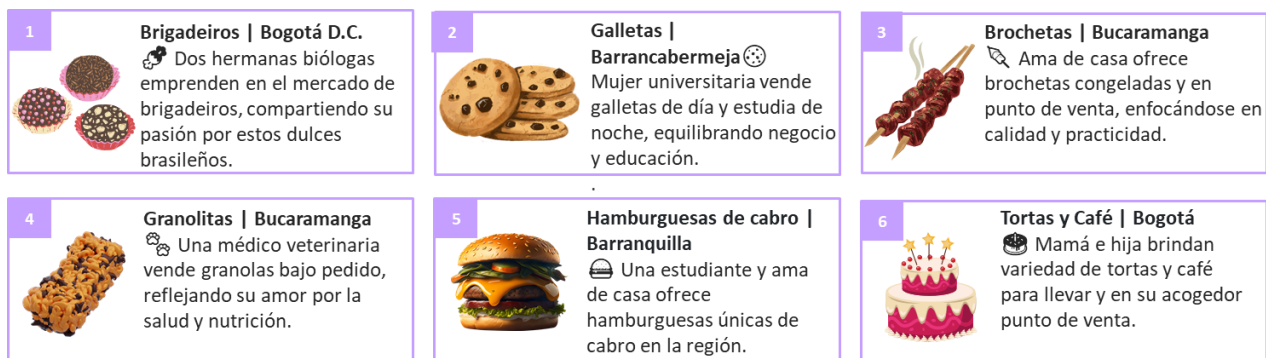 1
Brigadeiros | Bogotá D.C.
Dos hermanas biólogas
emprenden en el mercado de
brigadeiros, compartiendo su
pasión por estos dulces
brasileños.
2
Galletas |
Barrancabermeja
Mujer universitaria vende
galletas de día y estudia de
noche, equilibrando negocio
y educación.
.
3
Brochetas | Bucaramanga
Ama de casa ofrece
brochetas congeladas y en
punto de venta, enfocándose en
calidad y practicidad.
4
Granolitas | Bucaramanga
Una médico veterinaria
vende granolas bajo pedido,
reflejando su amor por la
salud y nutrición.
5
Hamburguesas de cabro |
Barranquilla
Una estudiante y ama
de casa ofrece
hamburguesas únicas de
cabro en la región.
6
Tortas y Café | Bogotá
Mamá e hija brindan
variedad de tortas y café
para llevar y en su acogedor
punto de venta.